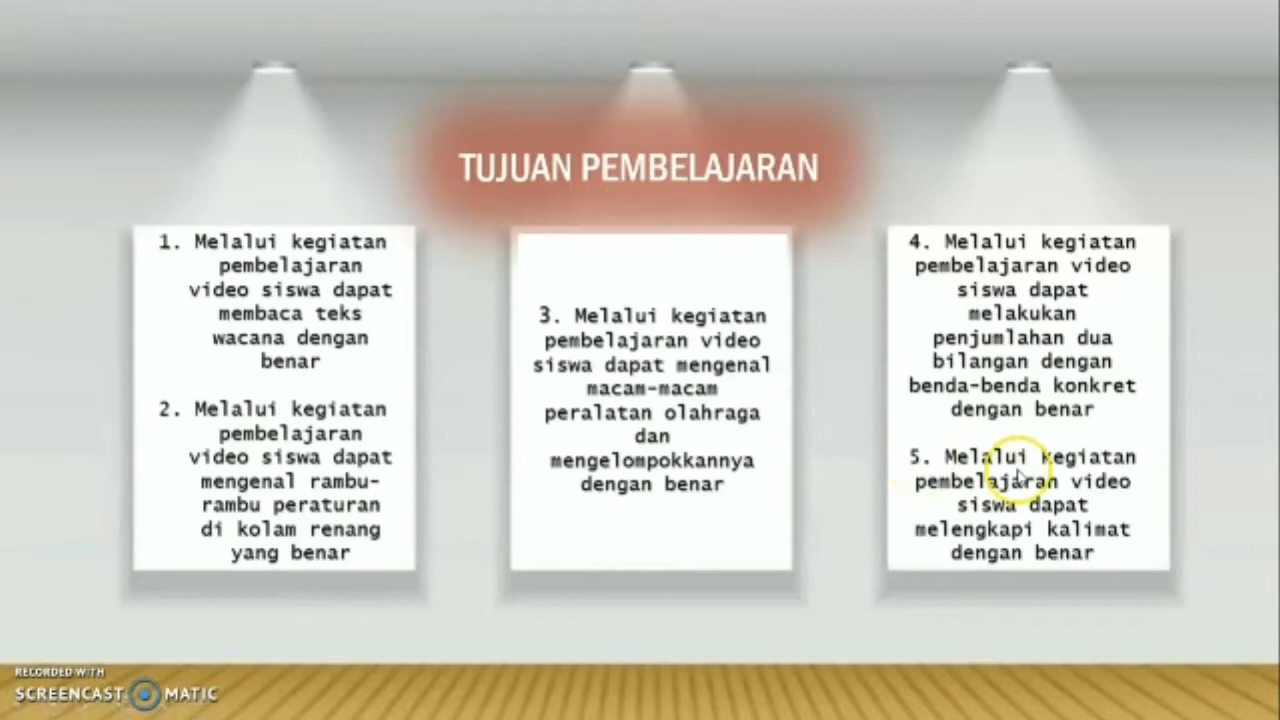 TUJUAN PEMBELAJARAN
1. Melalui kegiatan
pembelajaran
video siswa dapat
membaca teks
wacana dengan
benar
2. Melalui kegiatan
pembelajaran
video siswa dapat
mengenal rambu-
rambu peraturan
di kolam renang
yang benar
3. Melalui kegiatan
pembelajaran video
siswa dapat mengenal
macam-macam
peralatan olahraga
dan
mengelompokkannya
dengan benar
4. Melalui kegiatan
pembelajaran video
siswa dapat
melakukan
penjumlahan dua
bilangan dengan
benda-benda konkret
dengan benar
5. Melalui kegiatan
pembelajaran video
siswa dapat
melengkapi kalimat
dengan benar
RECORDED WITH
SCREENCAST MATIC